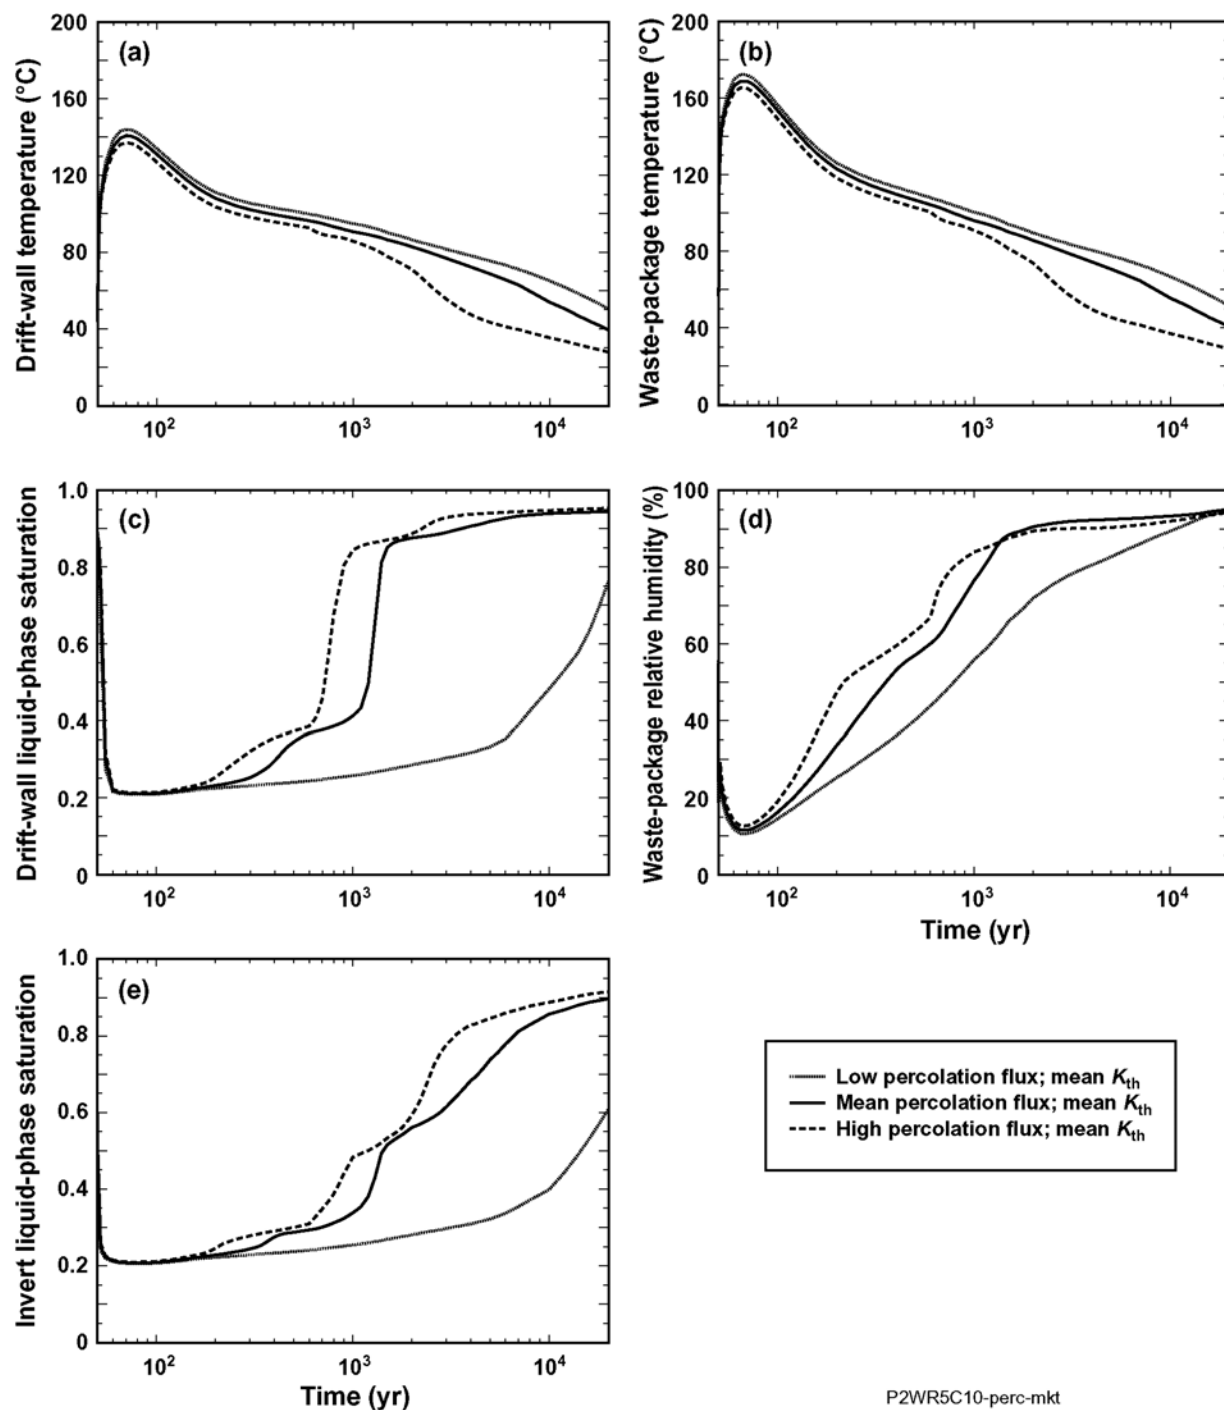 200
160
120
80
40
0
Drift-wall temperature (°C)
(a)
10²
10³
10⁴
200
160
120
80
40
0
Waste-package temperature (°C)
(b)
10²
10³
10⁴
1.0
0.8
0.6
0.4
0.2
0
Drift-wall liquid-phase saturation
(c)
10²
10³
10⁴
100
80
60
40
20
0
Waste-package relative humidity (%)
(d)
10²
10³
10⁴
Time (yr)
1.0
0.8
0.6
0.4
0.2
0
Invert liquid-phase saturation
(e)
10²
10³
10⁴
Time (yr)
Low percolation flux; mean Kth
Mean percolation flux; mean Kth
High percolation flux; mean Kth
P2WR5C10-perc-mkt